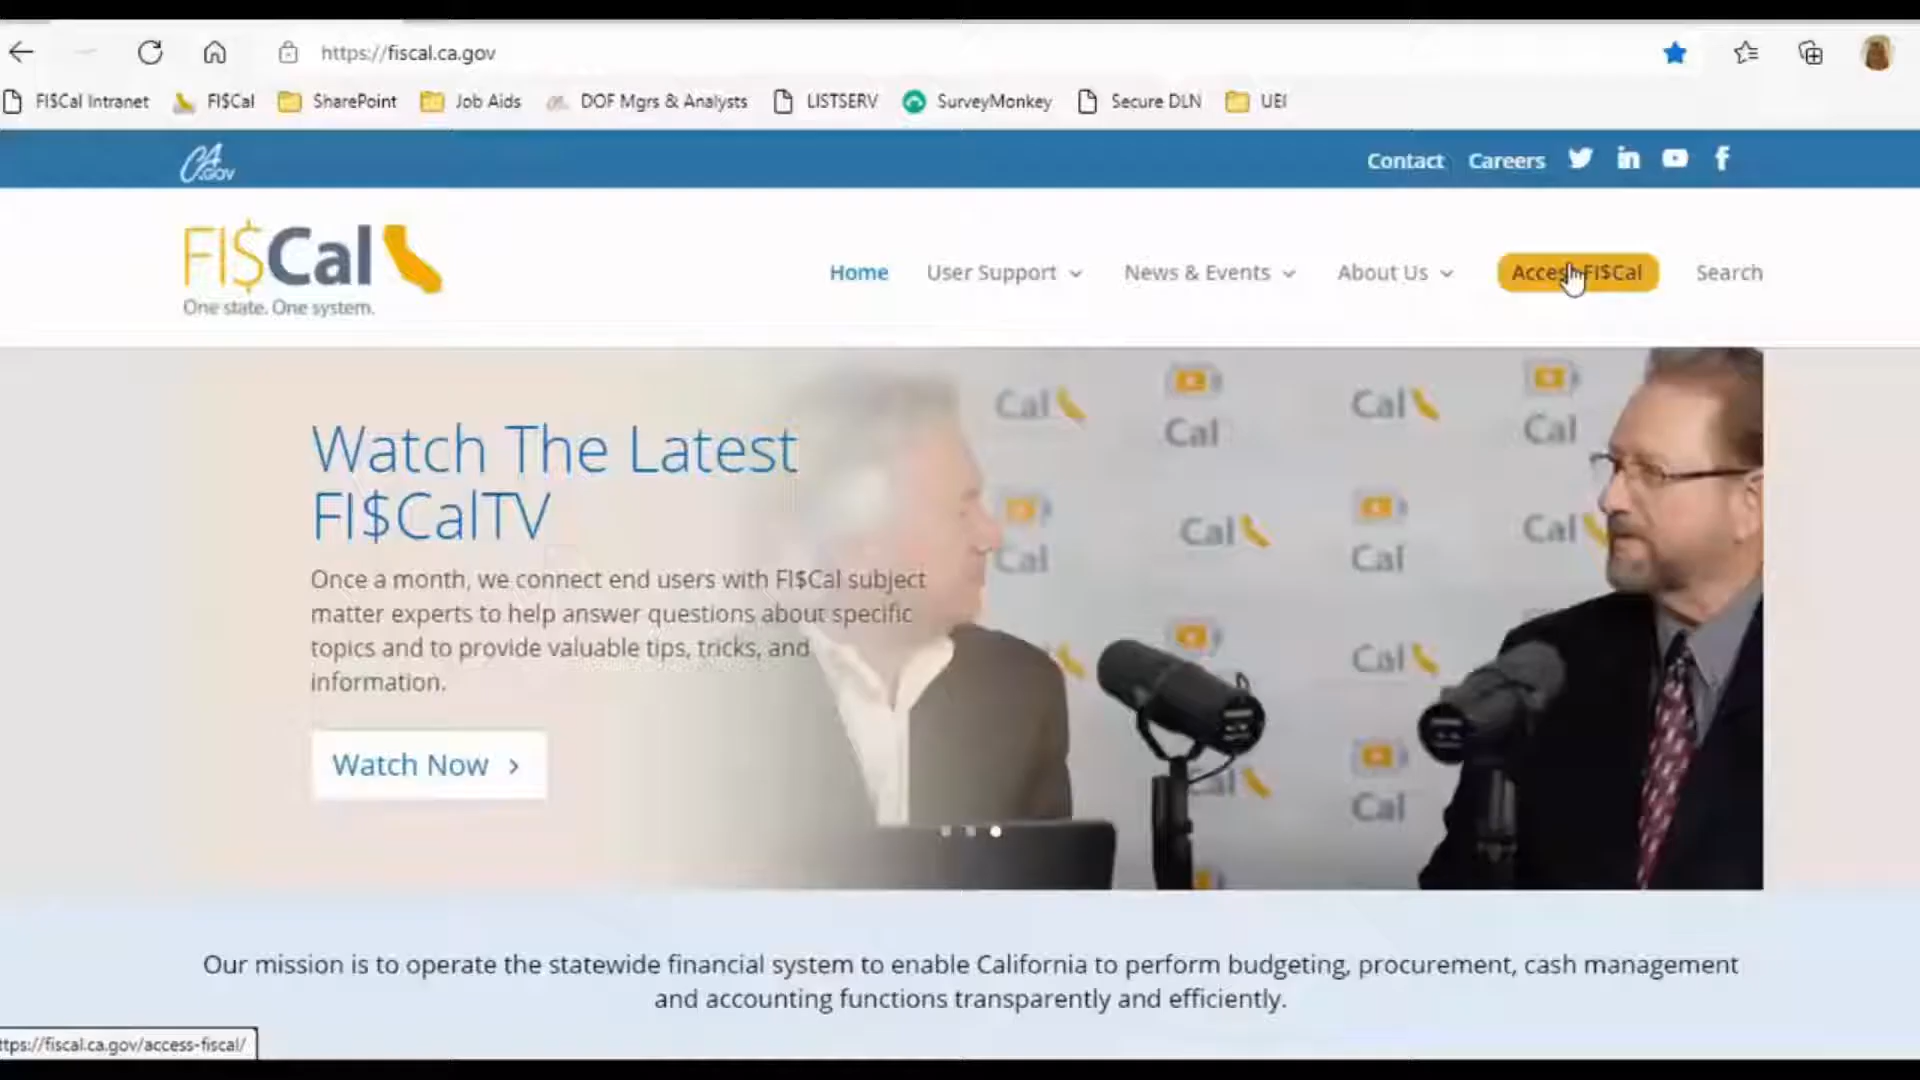 https://fiscal.ca.gov
FI$Cal Intranet
FI$Cal
SharePoint
Job Aids
DOF Mgrs & Analysts
LISTSERV
SurveyMonkey
Secure DLN
UEI
CA.GOV
Contact
Careers
FI$Cal
One state. One system.
Home
User Support
News & Events
About Us
Access FI$Cal
Search
Watch The Latest
FI$CalTV
Once a month, we connect end users with FI$Cal subject
matter experts to help answer questions about specific
topics and to provide valuable tips, tricks, and
information.
Watch Now
Cal
Cal
Cal
Cal
Cal
Cal
Cal
Cal
Cal
Cal
Cal
Cal
Our mission is to operate the statewide financial system to enable California to perform budgeting, procurement, cash management
and accounting functions transparently and efficiently.
ttps://fiscal.ca.gov/access-fiscal/